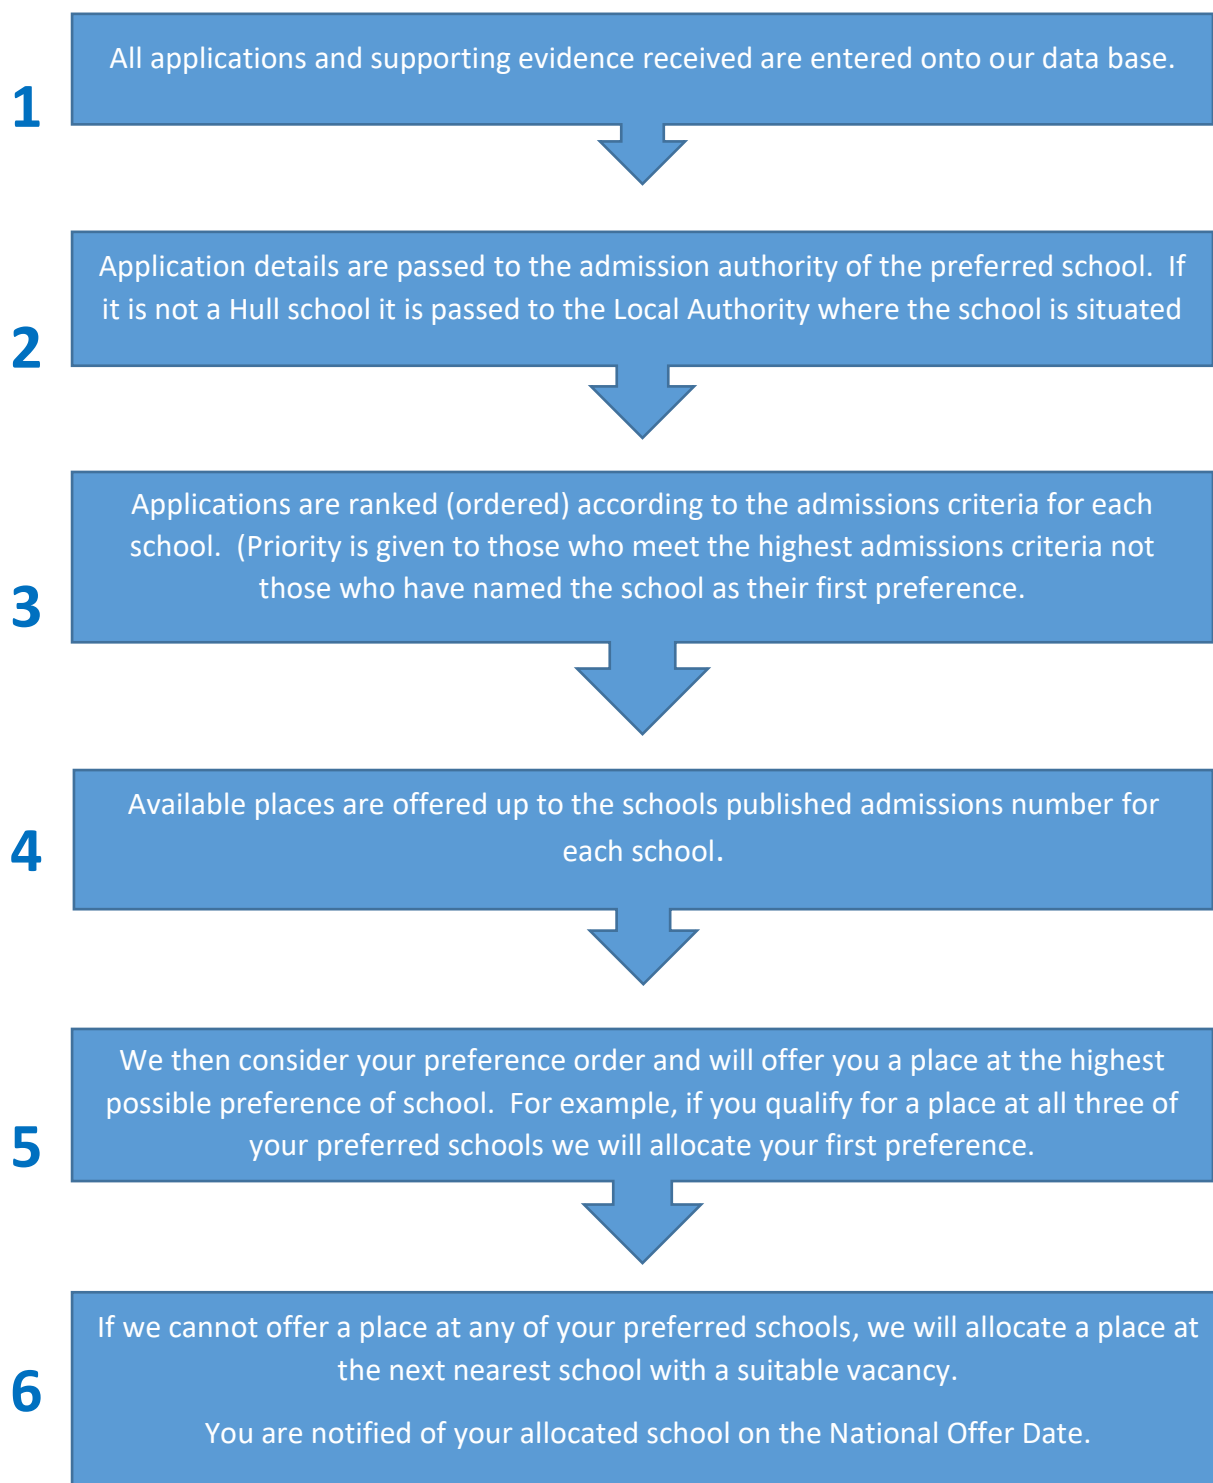 1
All applications and supporting evidence received are entered onto our data base.
2
Application details are passed to the admission authority of the preferred school.  If
it is not a Hull school it is passed to the Local Authority where the school is situated
3
Applications are ranked (ordered) according to the admissions criteria for each
school.  (Priority is given to those who meet the highest admissions criteria not
those who have named the school as their first preference.
4
Available places are offered up to the schools published admissions number for
each school.
5
We then consider your preference order and will offer you a place at the highest
possible preference of school.  For example, if you qualify for a place at all three of
your preferred schools we will allocate your first preference.
6
If we cannot offer a place at any of your preferred schools, we will allocate a place at
the next nearest school with a suitable vacancy.
You are notified of your allocated school on the National Offer Date.